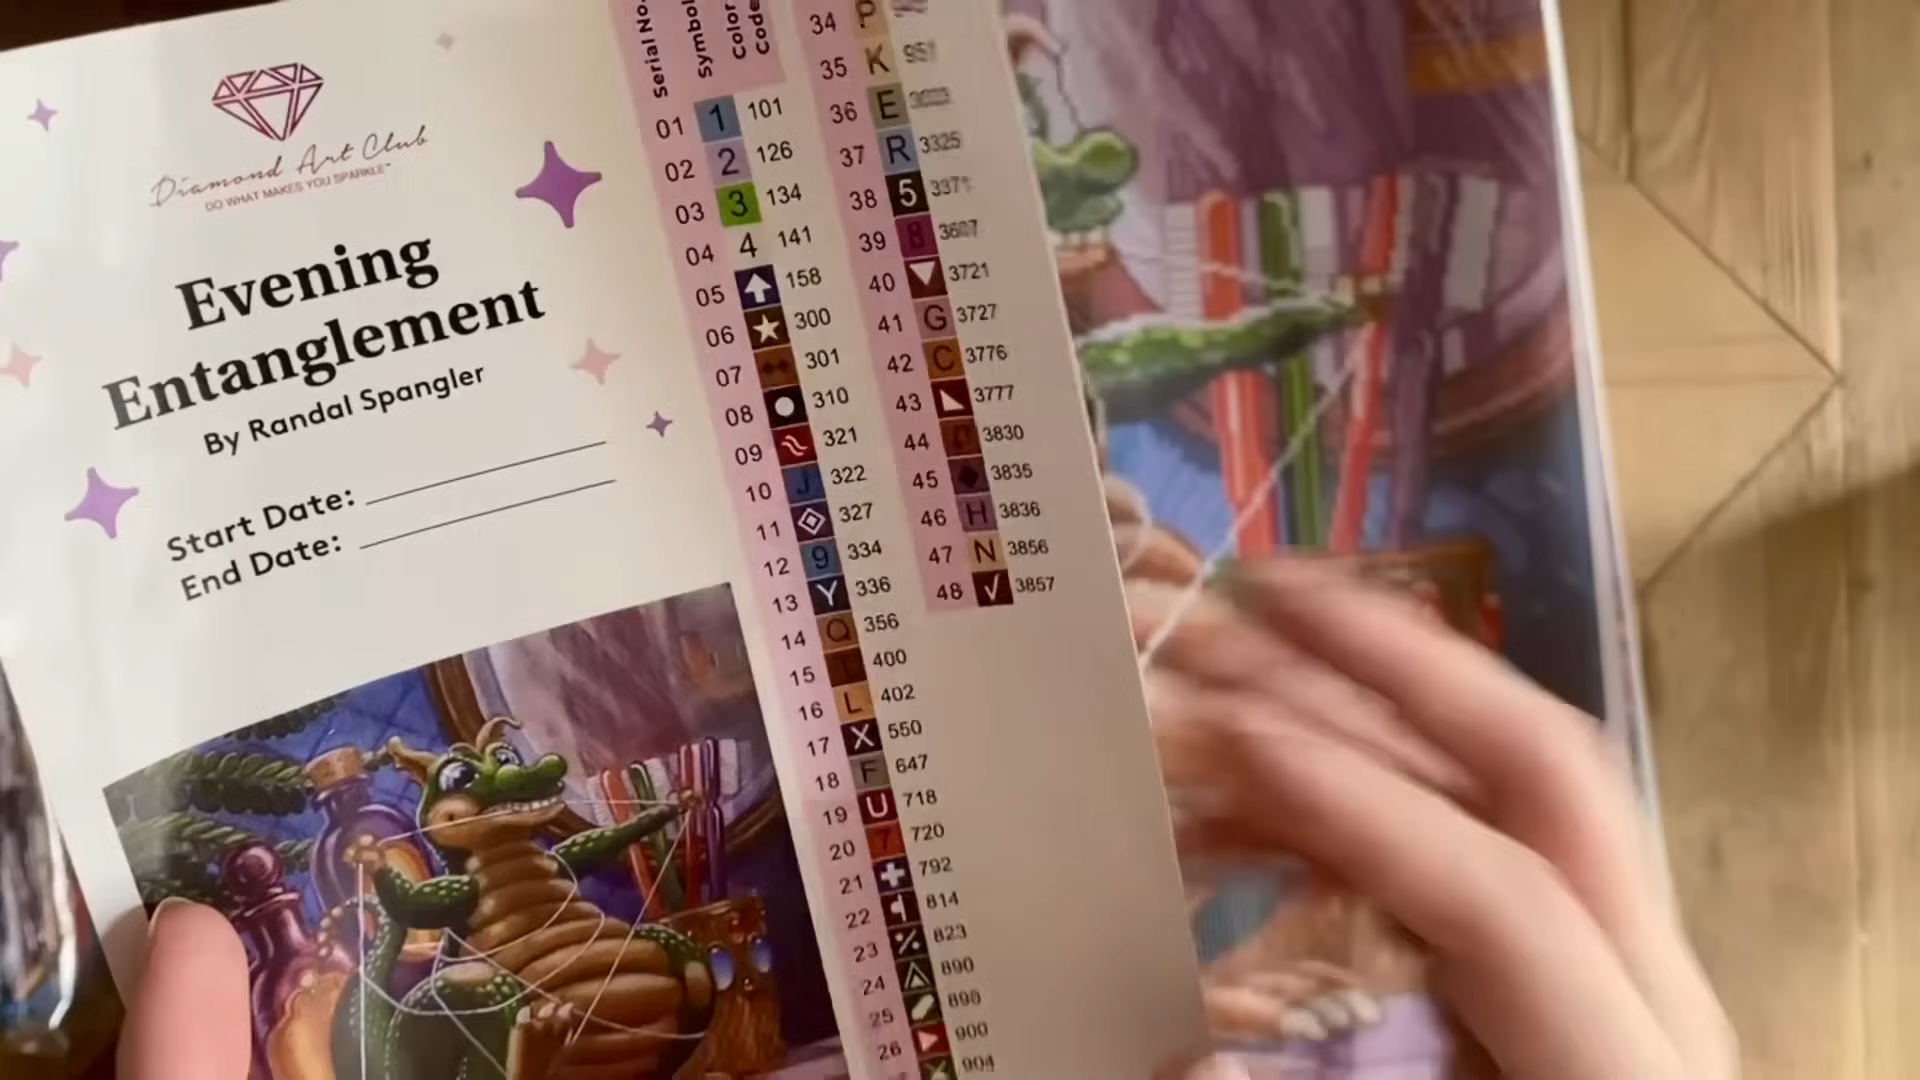 Diamond Art Club
DO WHAT MAKES YOU SPARKLE™
Evening
Entanglement
By Randal Spangler
Start Date:
End Date:
Serial No. Symbol Color Code
01 1 101
02 2 126
03 3 134
04 4 141
05 158
06 300
07 301
08 310
09 321
10 J 322
11 327
12 9 334
13 Y 336
14 Q 356
15 400
16 L 402
17 X 550
18 F 647
19 U 718
20 7 720
21 792
22 814
23 823
24 890
25 898
26 900
904
34 P
35 K 951
36 E
37 R 3325
38 5 3371
39 8 3607
40 3721
41 G 3727
42 C 3776
43 3777
44 3830
45 3835
46 H 3836
47 N 3856
48 √ 3857